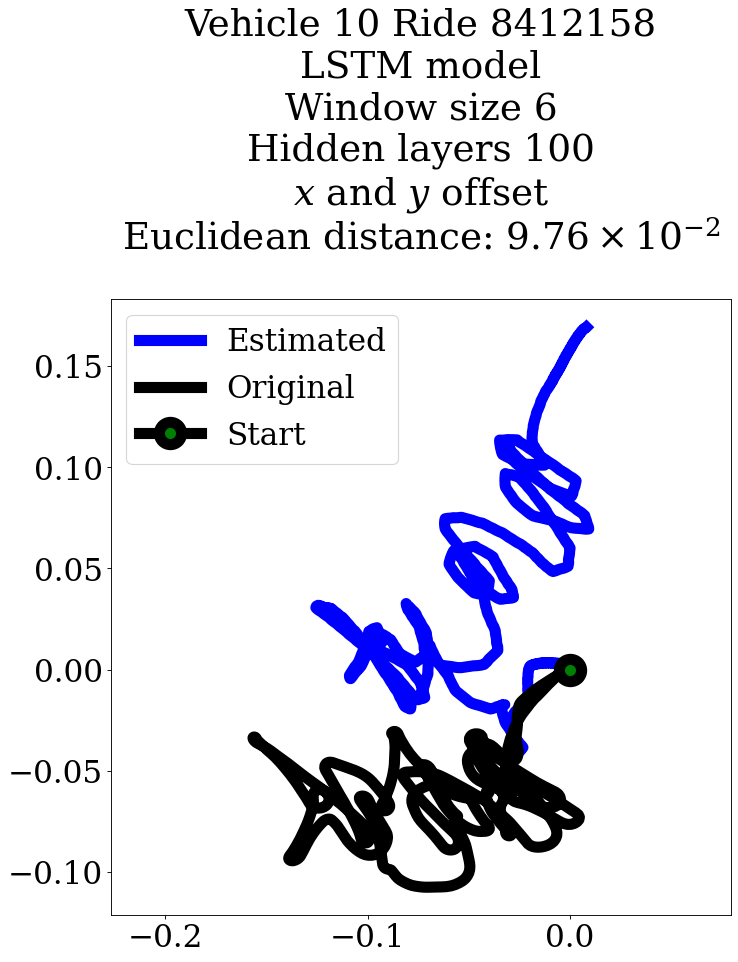 Vehicle 10 Ride 8412158
LSTM model
Window size 6
Hidden layers 100
x and y offset
Euclidean distance: 9.76 × 10⁻²
Estimated
Original
Start
0.15
0.10
0.05
0.00
−0.05
−0.10
−0.2
−0.1
0.0